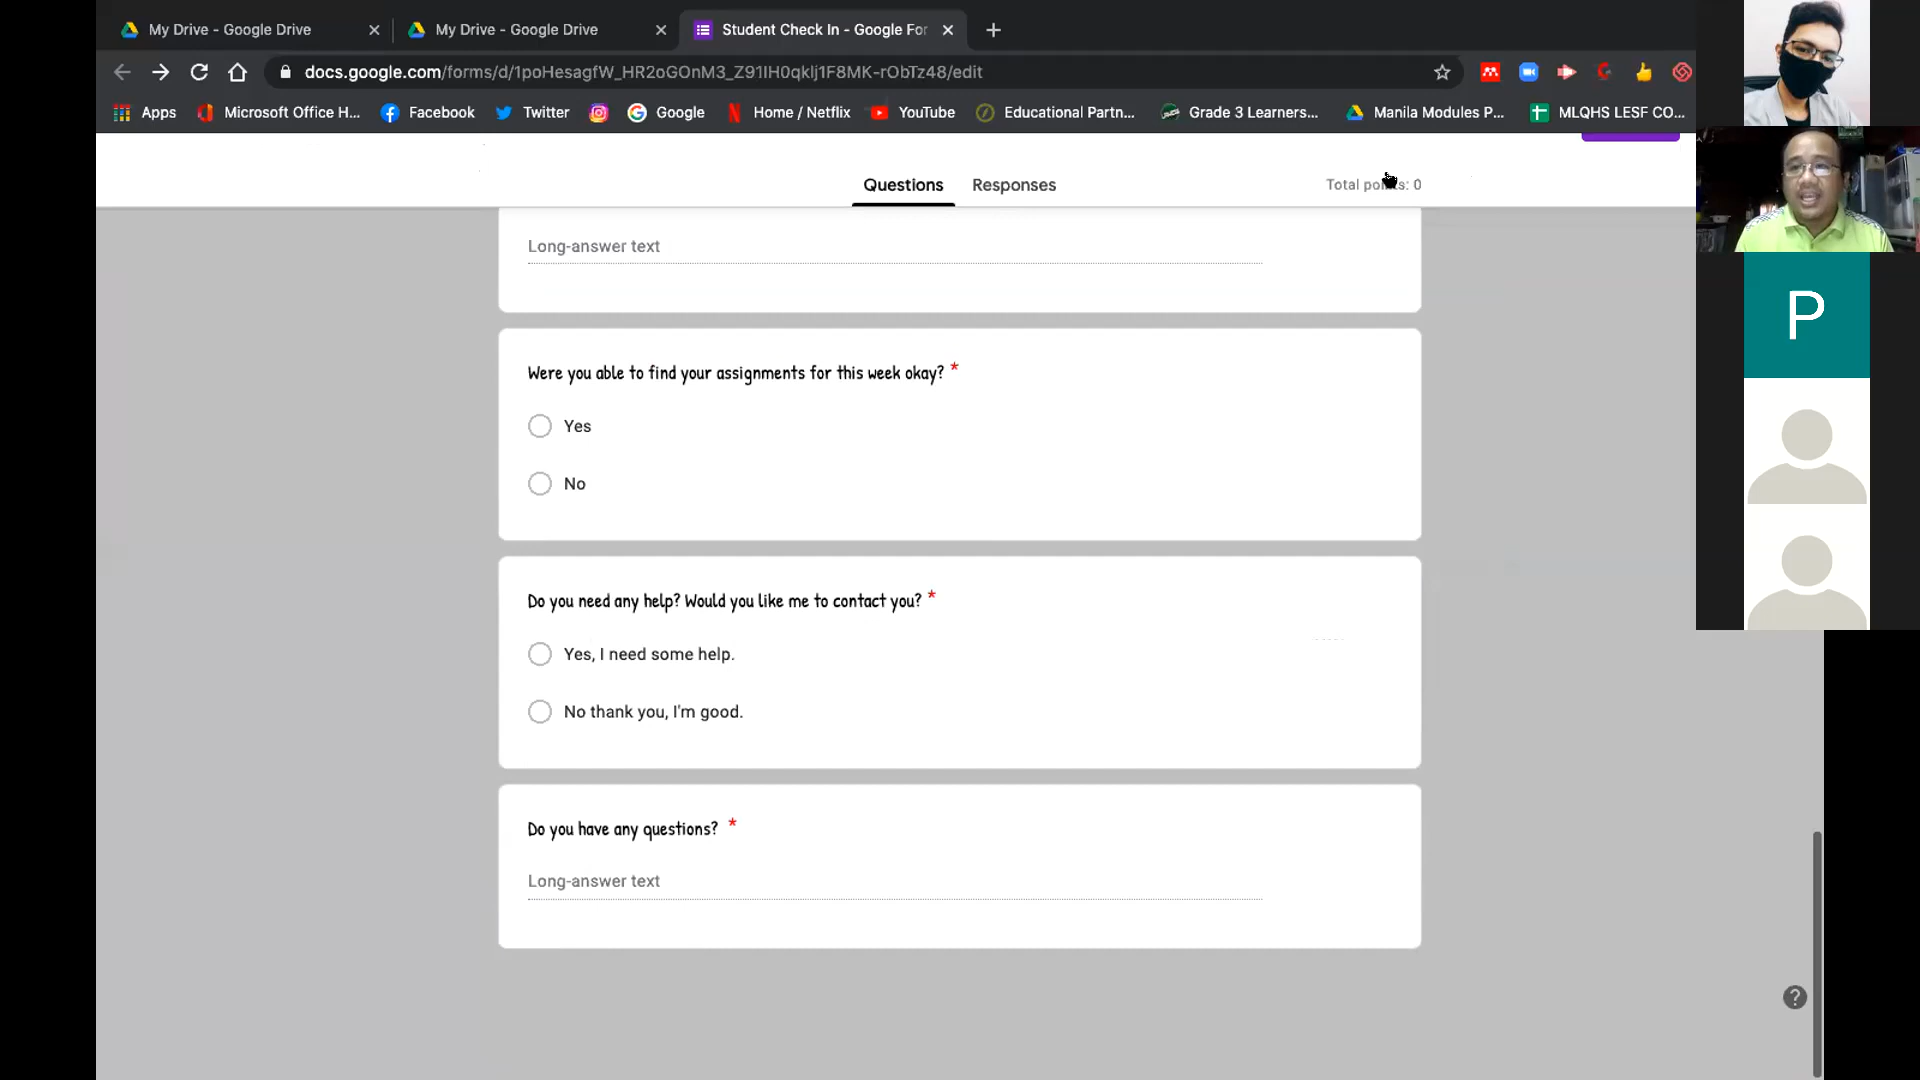 My Drive - Google Drive
My Drive - Google Drive
Student Check In - Google For
docs.google.com/forms/d/1poHesagfW_HR2oGOnM3_Z91IH0qklj1F8MK-rObTz48/edit
Apps
Microsoft Office H...
Facebook
Twitter
Google
Home / Netflix
YouTube
Educational Partn...
Grade 3 Learners...
Manila Modules P...
MLQHS LESF CO...
Questions
Responses
Total points: 0
Long-answer text
Were you able to find your assignments for this week okay? *
Yes
No
Do you need any help? Would you like me to contact you? *
Yes, I need some help.
No thank you, I'm good.
Do you have any questions? *
Long-answer text
P